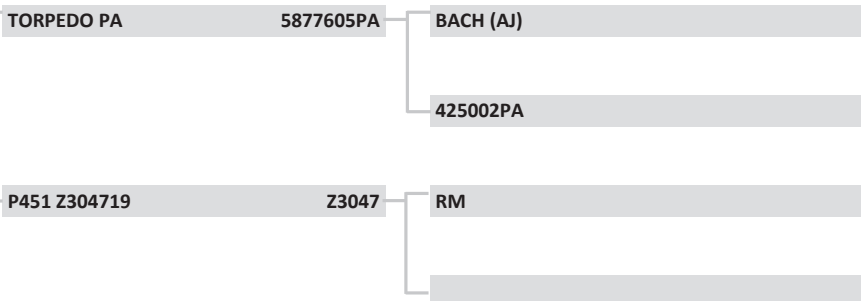 TORPEDO PA 5877605PA
BACH (AJ)
425002PA
P451 Z304719 Z3047
RM